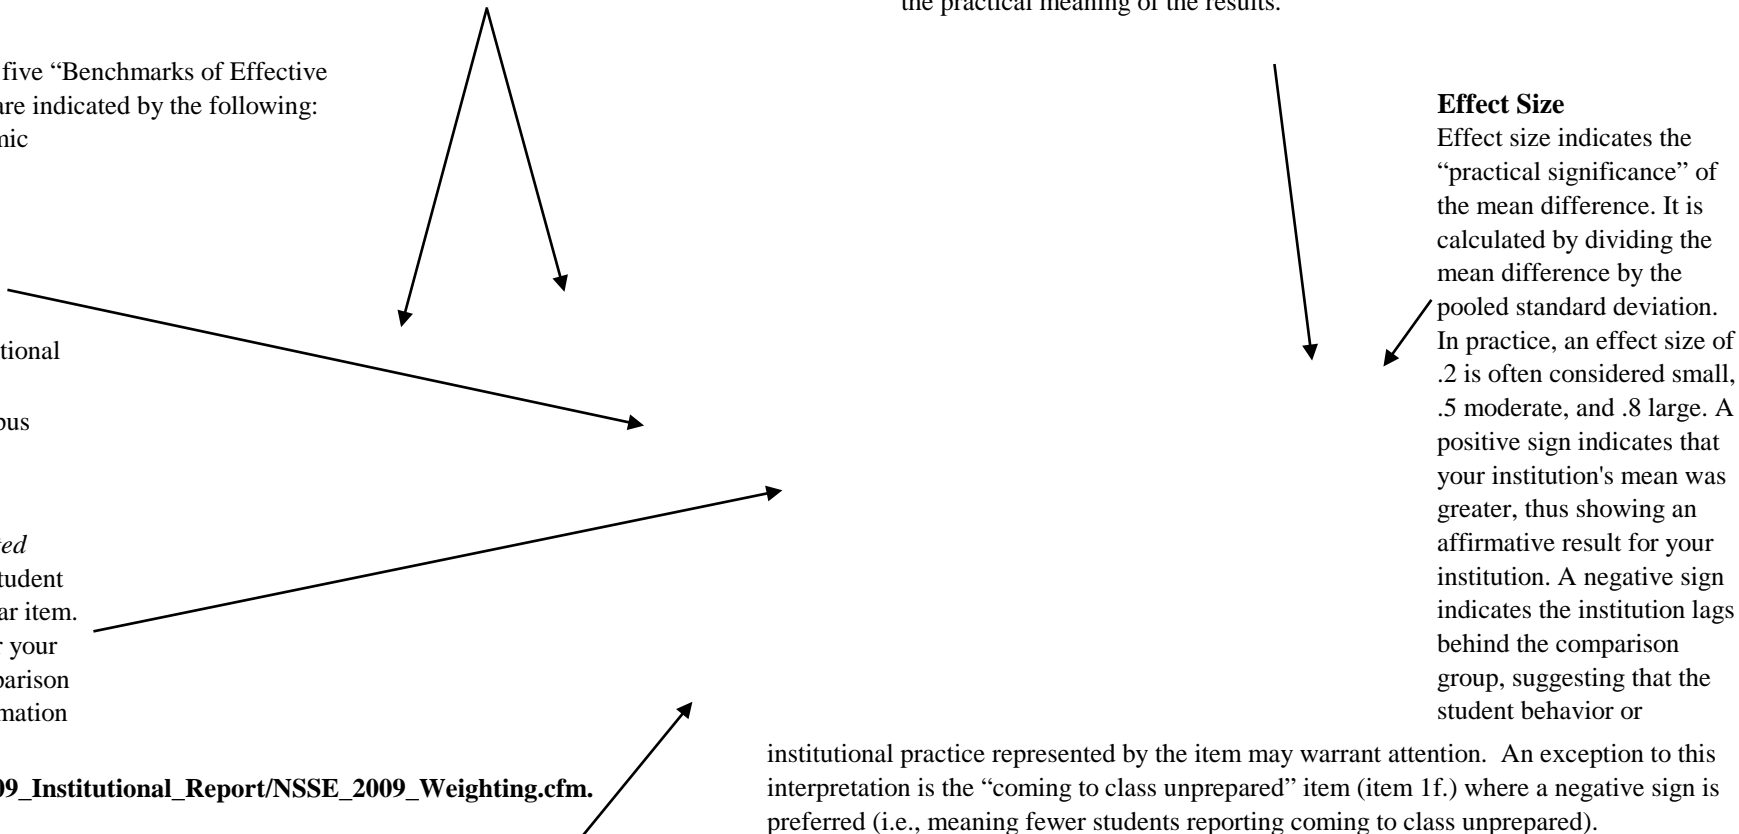 the practical meaning of the results.
five “Benchmarks of Effective
are indicated by the following:
tional
student
ar item.
your
09_Institutional_Report/NSSE_2009_Weighting.cfm.
Effect Size
Effect size indicates the
“practical significance” of
the mean difference. It is
calculated by dividing the
mean difference by the
pooled standard deviation.
In practice, an effect size of
.2 is often considered small,
.5 moderate, and .8 large. A
positive sign indicates that
your institution's mean was
greater, thus showing an
affirmative result for your
institution. A negative sign
indicates the institution lags
behind the comparison
group, suggesting that the
student behavior or
institutional practice represented by the item may warrant attention.  An exception to this
interpretation is the “coming to class unprepared” item (item 1f.) where a negative sign is
preferred (i.e., meaning fewer students reporting coming to class unprepared).